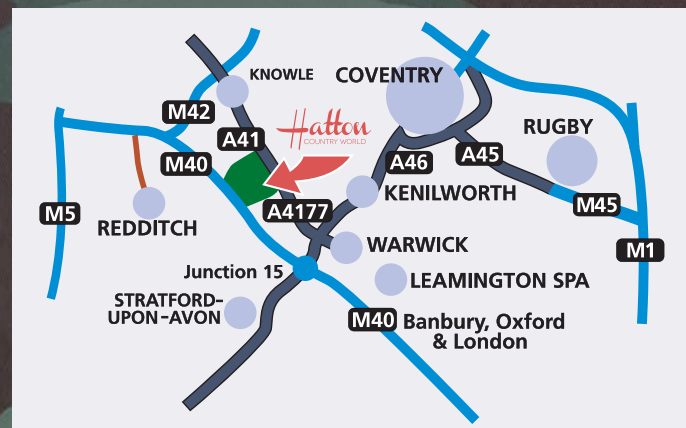 KNOWLE
COVENTRY
M42
Hatton
COUNTRY WORLD
RUGBY
A41
M40
A46
A45
A4177
KENILWORTH
M45
M5
REDDITCH
WARWICK
M1
Junction 15
LEAMINGTON SPA
STRATFORD-
UPON-AVON
M40 Banbury, Oxford
& London